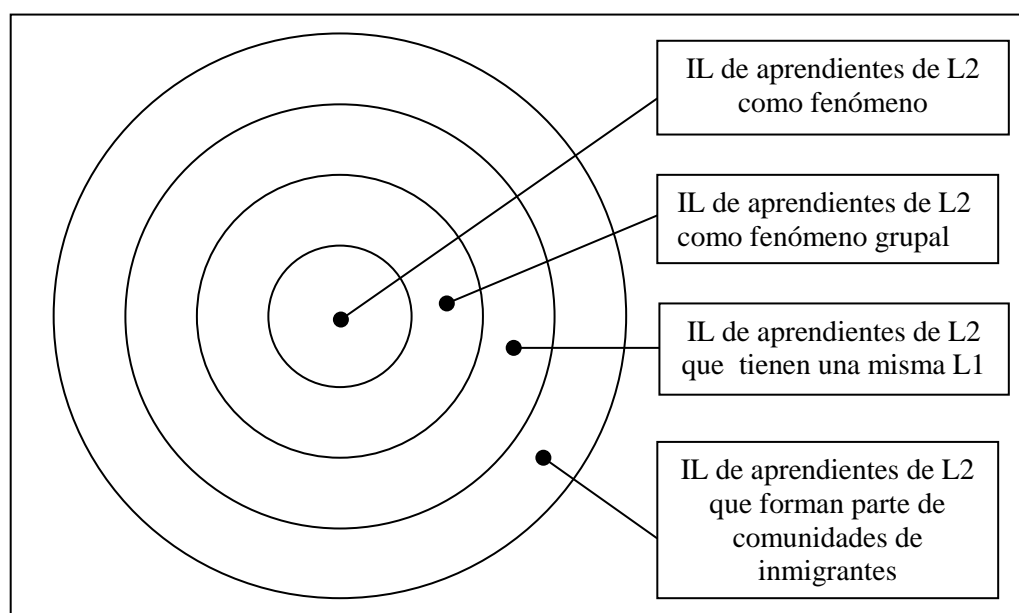 IL de aprendientes de L2
como fenómeno
IL de aprendientes de L2
como fenómeno grupal
IL de aprendientes de L2
que tienen una misma L1
IL de aprendientes de L2
que forman parte de
comunidades de
inmigrantes